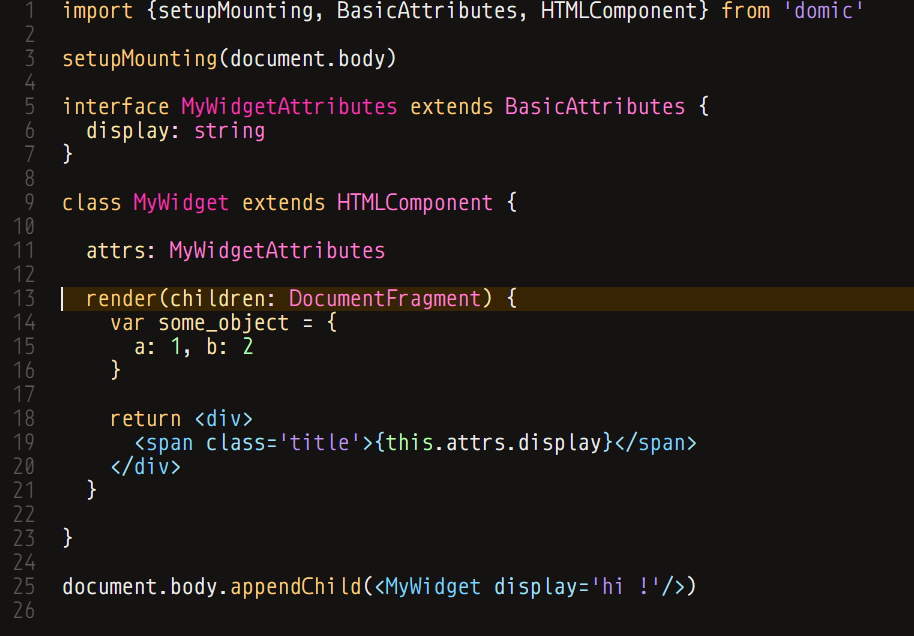 1 import {setupMounting, BasicAttributes, HTMLComponent} from 'domic'
2
3 setupMounting(document.body)
4
5 interface MyWidgetAttributes extends BasicAttributes {
6   display: string
7 }
8
9 class MyWidget extends HTMLComponent {
10
11   attrs: MyWidgetAttributes
12
13   render(children: DocumentFragment) {
14     var some_object = {
15       a: 1, b: 2
16     }
17
18     return <div>
19       <span class='title'>{this.attrs.display}</span>
20     </div>
21   }
22
23 }
24
25 document.body.appendChild(<MyWidget display='hi !'/>)
26